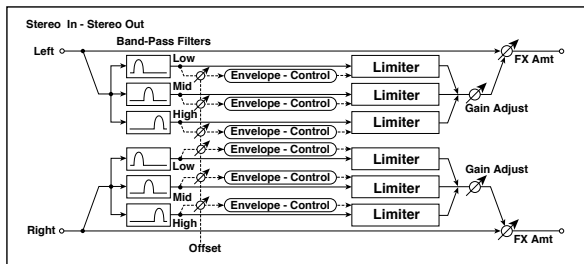 Stereo In - Stereo Out
Band-Pass Filters
Left
FX Amt
Low
Envelope - Control
Limiter
Mid
Envelope - Control
Limiter
Gain Adjust
High
Envelope - Control
Limiter
Envelope - Control
Limiter
Low
Gain Adjust
Envelope - Control
Mid
Limiter
Envelope - Control
Limiter
High
Right
FX Amt
Offset